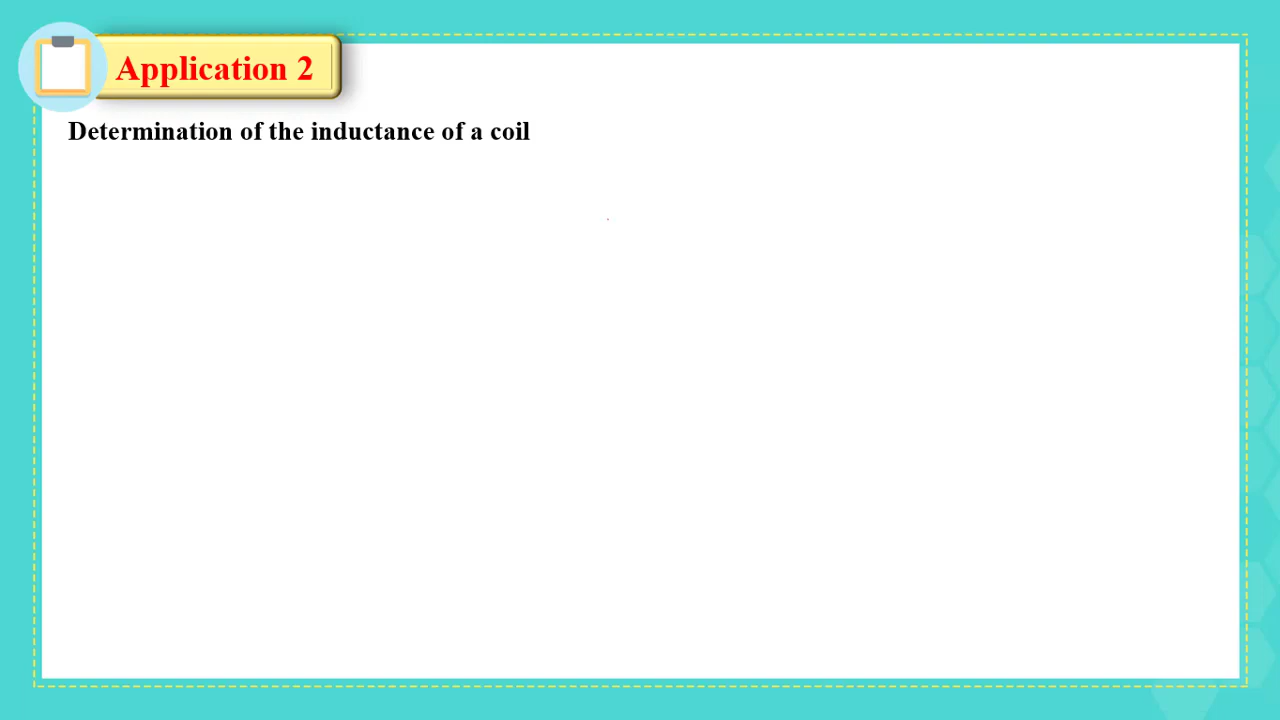 Application 2
Determination of the inductance of a coil